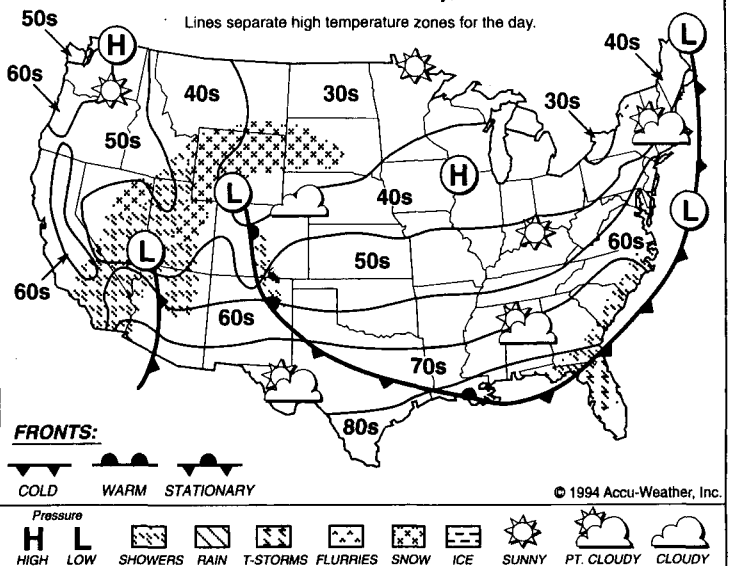 Lines separate high temperature zones for the day.
50s
H
L
40s
60s
40s
30s
30s
50s
L
H
40s
L
L
50s
60s
60s
60s
70s
80s
FRONTS:
COLD WARM STATIONARY
© 1994 Accu-Weather, Inc.
Pressure
H L
HIGH LOW SHOWERS RAIN T-STORMS FLURRIES SNOW ICE SUNNY PT. CLOUDY CLOUDY